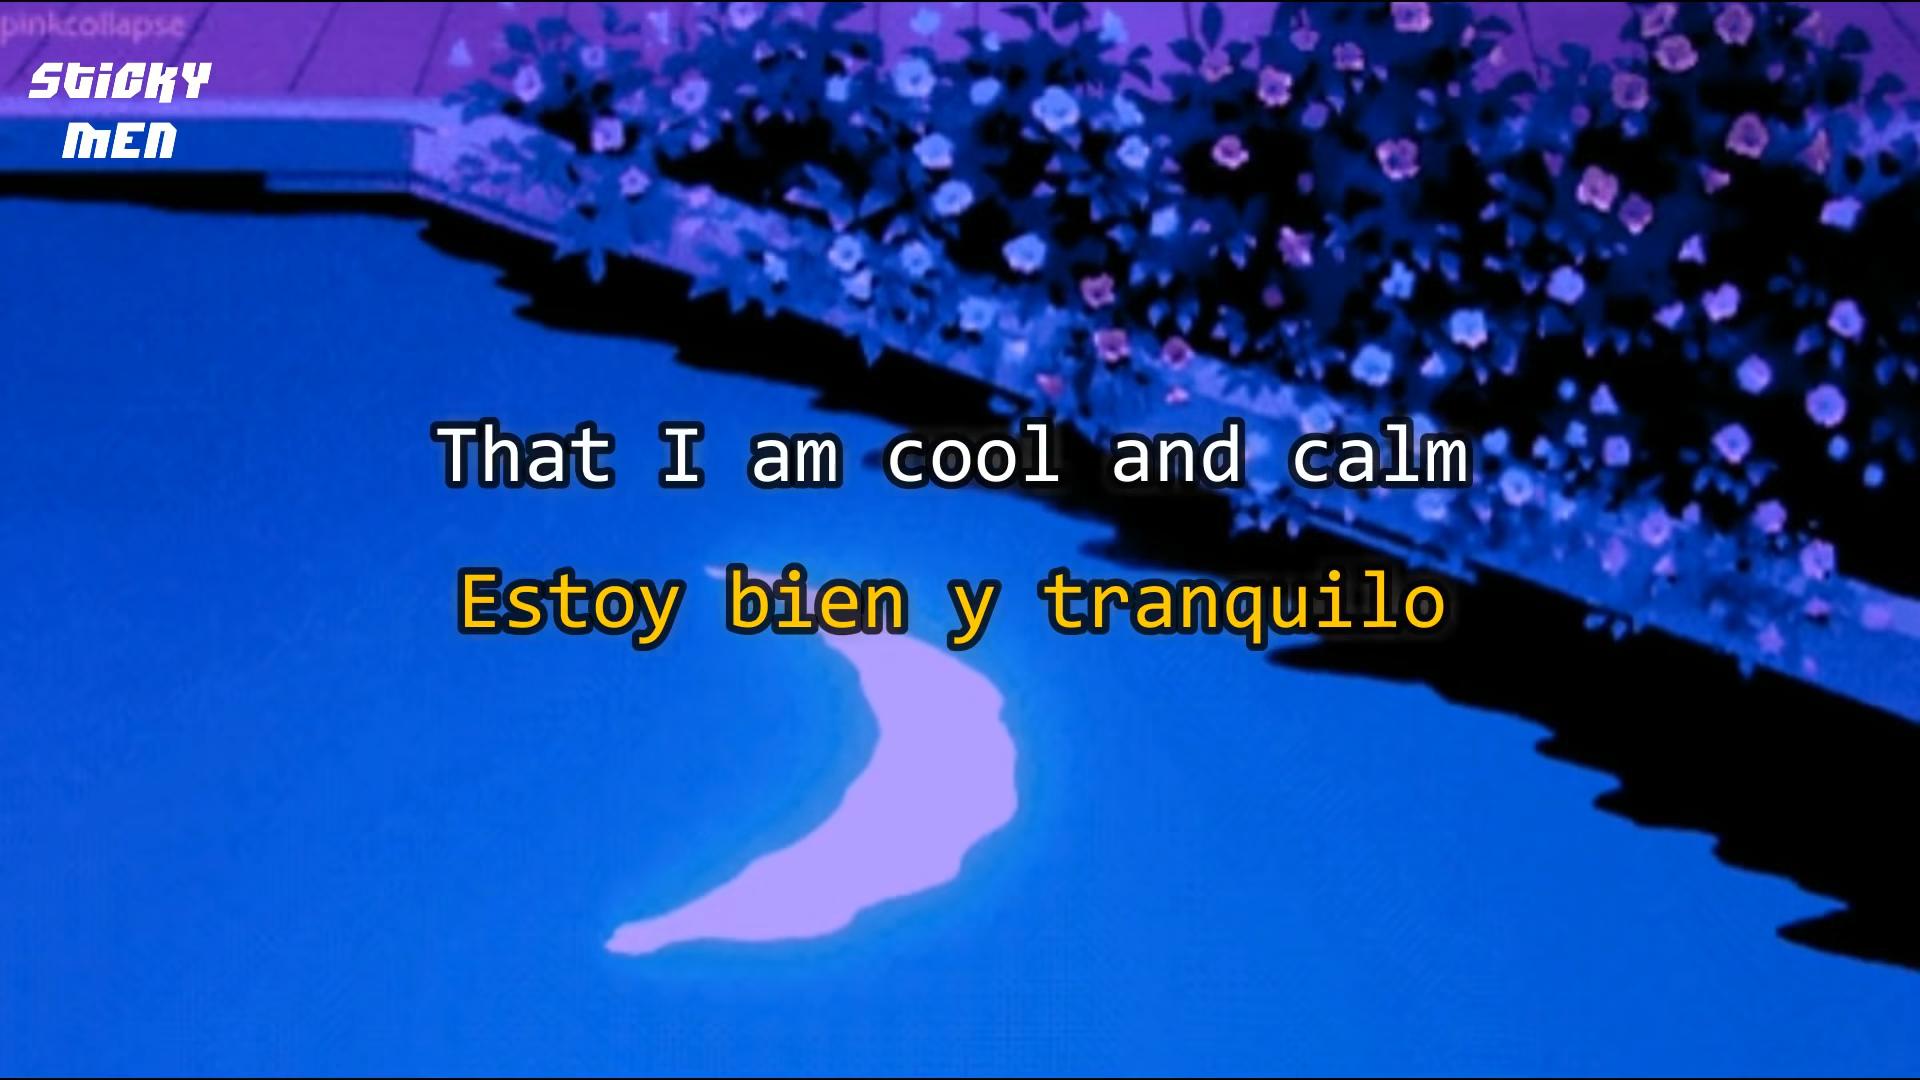 pinkcollapse
STICKY
MEN
That I am cool and calm
Estoy bien y tranquilo